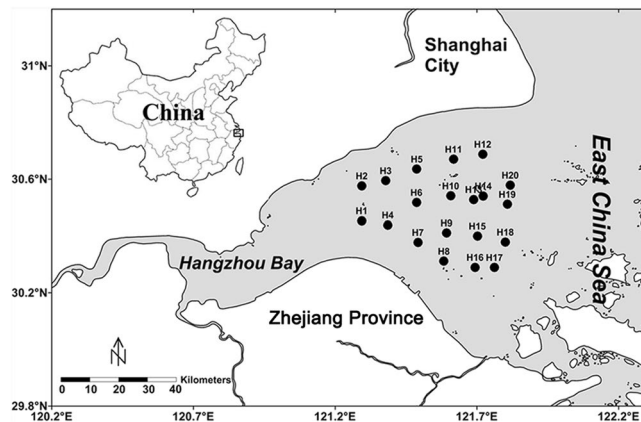 31°N
30.6°N
30.2°N
29.8°N
120.2°E
120.7°E
121.2°E
121.7°E
122.2°E
China
Shanghai
City
East China Sea
Hangzhou Bay
Zhejiang Province
H11
H12
H5
H3
H2
H20
H10
H14
H6
H19
H1
H4
H9
H15
H18
H7
H8
H16
H17
N
0
10
20
30
40
Kilometers